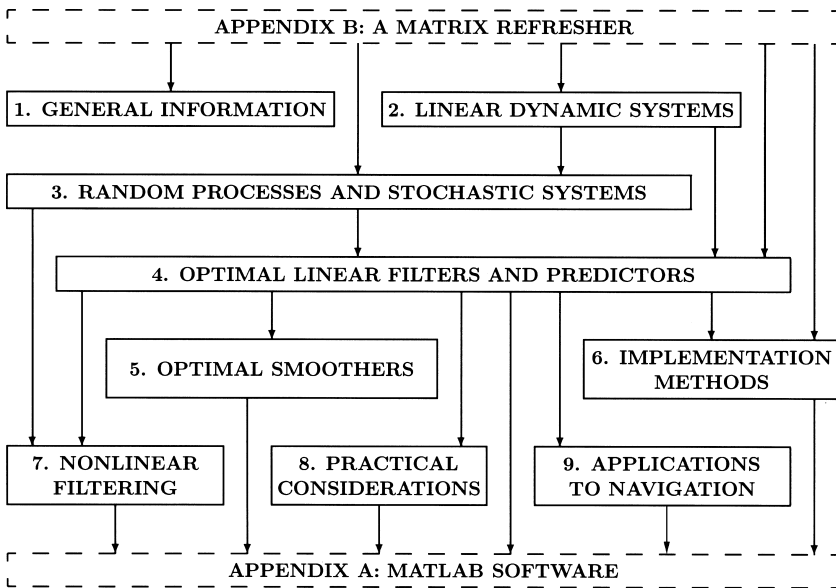 APPENDIX B: A MATRIX REFRESHER
1. GENERAL INFORMATION
2. LINEAR DYNAMIC SYSTEMS
3. RANDOM PROCESSES AND STOCHASTIC SYSTEMS
4. OPTIMAL LINEAR FILTERS AND PREDICTORS
5. OPTIMAL SMOOTHERS
6. IMPLEMENTATION
METHODS
7. NONLINEAR
FILTERING
8. PRACTICAL
CONSIDERATIONS
9. APPLICATIONS
TO NAVIGATION
APPENDIX A: MATLAB SOFTWARE